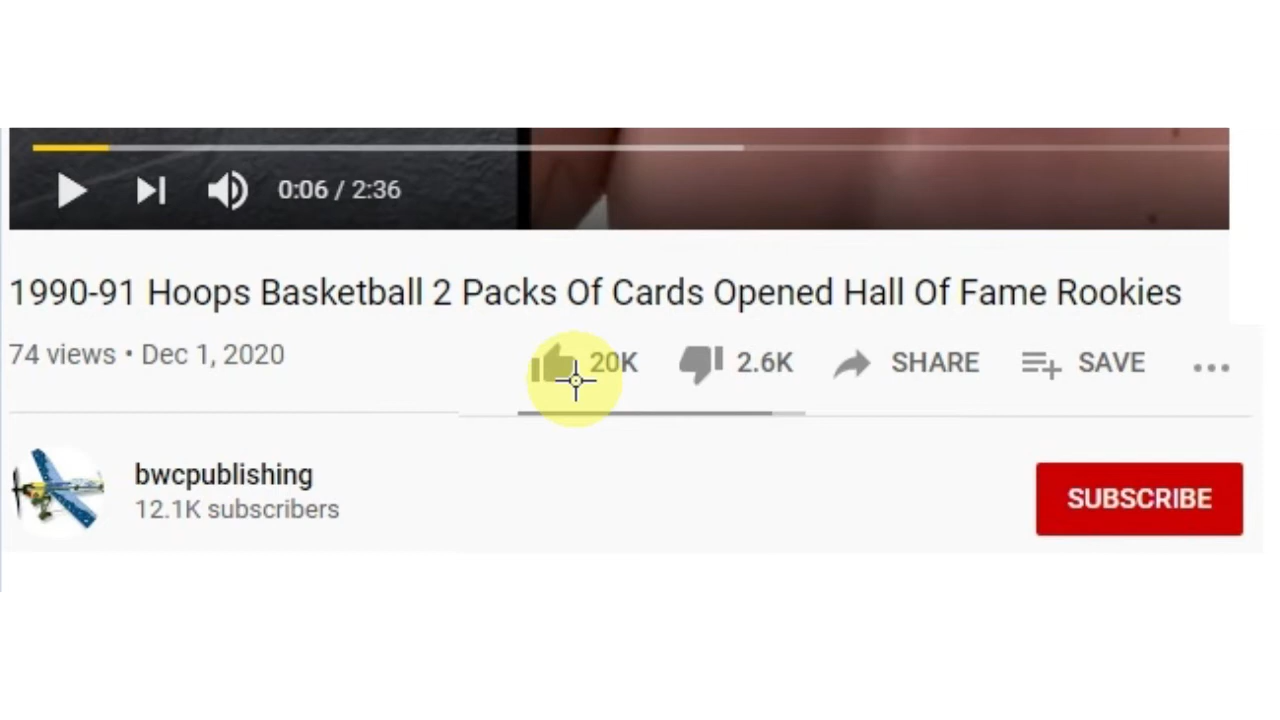 0:06 / 2:36
1990-91 Hoops Basketball 2 Packs Of Cards Opened Hall Of Fame Rookies
74 views • Dec 1, 2020
20K 2.6K SHARE SAVE
bwcpublishing
12.1K subscribers
SUBSCRIBE